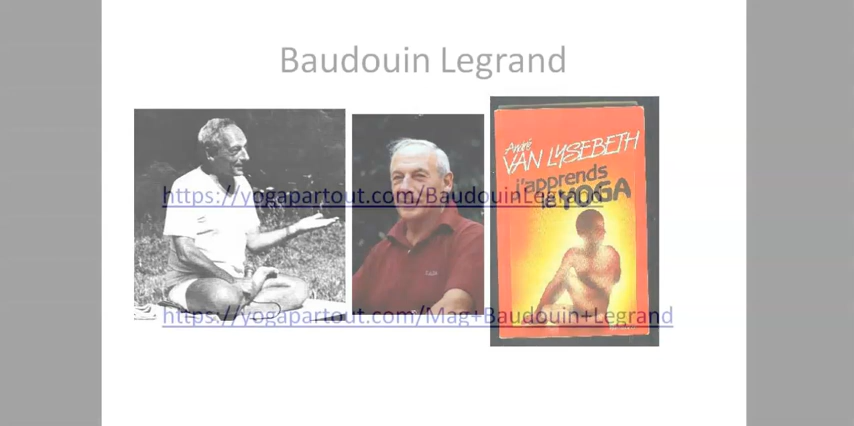 Baudouin Legrand
André
VAN LYSEBETH
j'apprends
le YOGA
https://yogapartout.com/BaudouinLegrand
https://yogapartout.com/Mag+Baudouin+Legrand